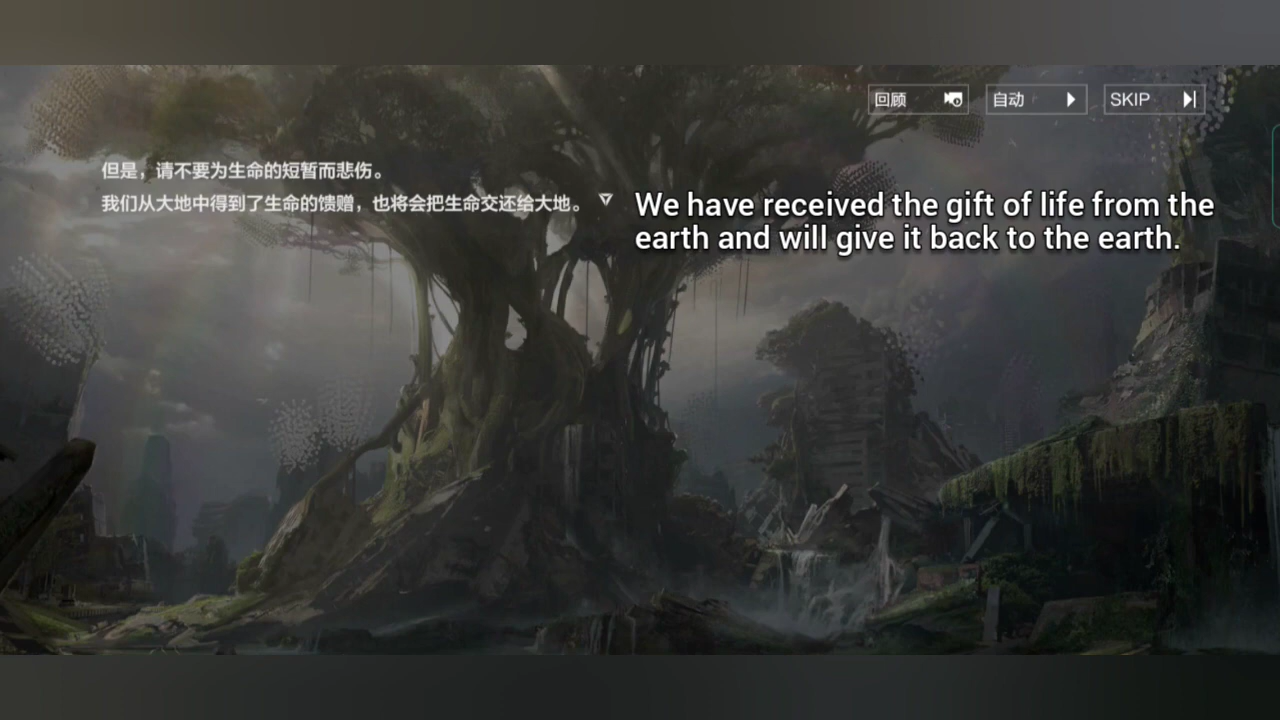 回顾
自动
SKIP
但是，请不要为生命的短暂而悲伤。
我们从大地中得到了生命的馈赠，也将会把生命交还给大地。
We have received the gift of life from the
earth and will give it back to the earth.